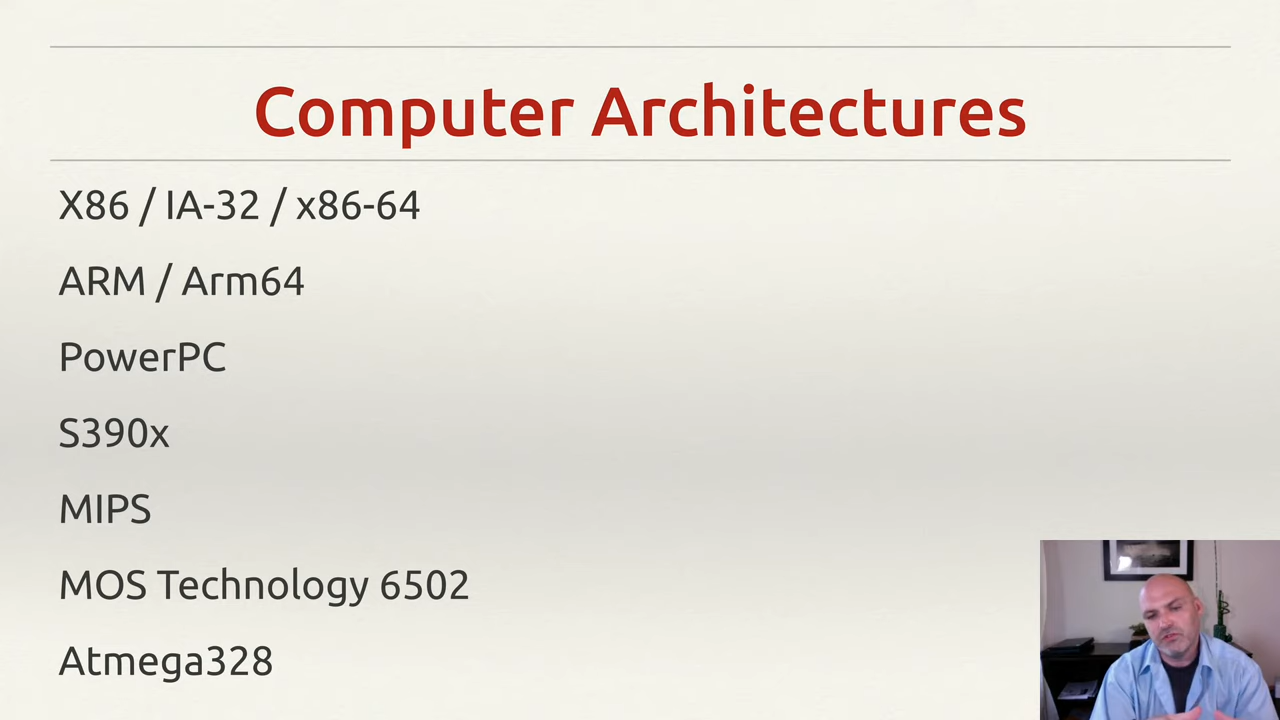 Computer Architectures
X86 / IA-32 / x86-64
ARM / Arm64
PowerPC
S390x
MIPS
MOS Technology 6502
Atmega328